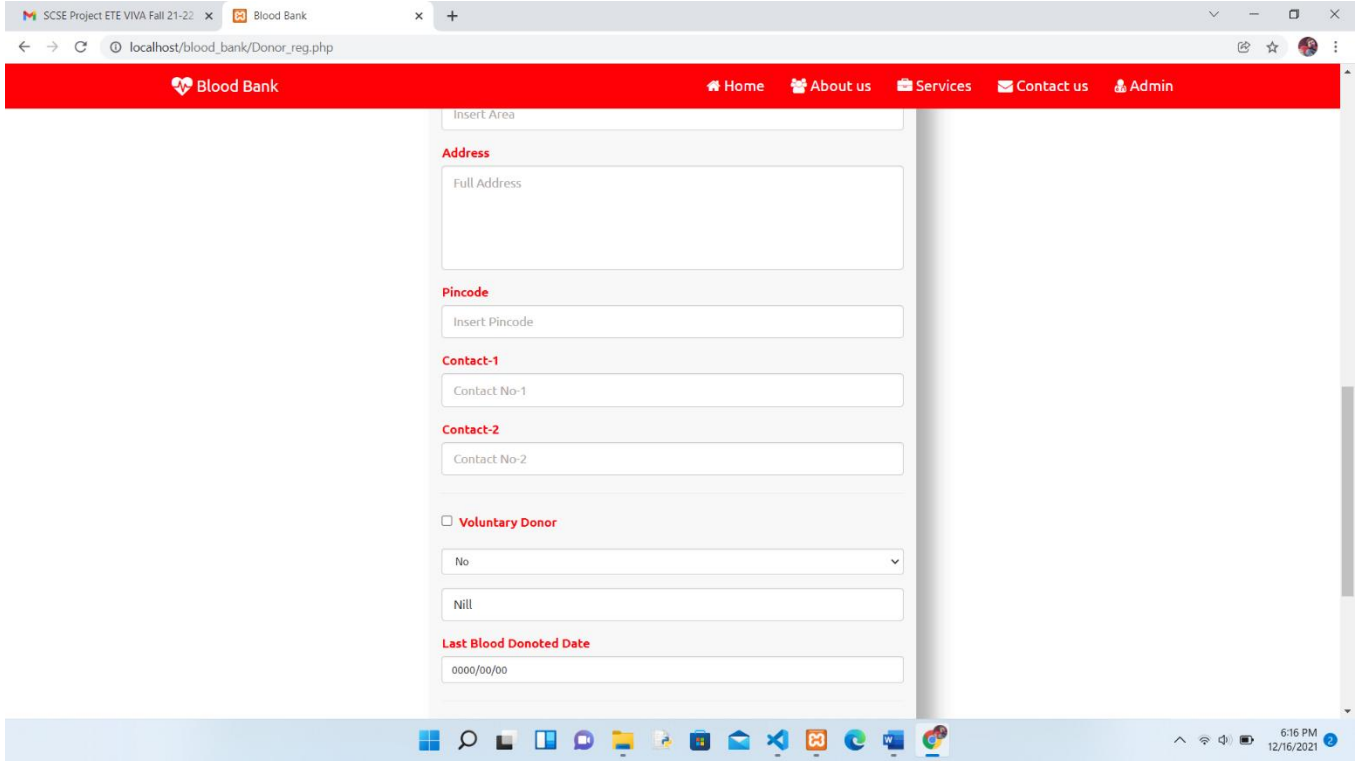 SCSE Project ETE VIVA Fall 21-22
Blood Bank
localhost/blood_bank/Donor_reg.php
Blood Bank
Home About us Services Contact us Admin
Insert Area
Address
Full Address
Pincode
Insert Pincode
Contact-1
Contact No-1
Contact-2
Contact No-2
Voluntary Donor
No
Nill
Last Blood Donoted Date
0000/00/00
6:16 PM
12/16/2021
2